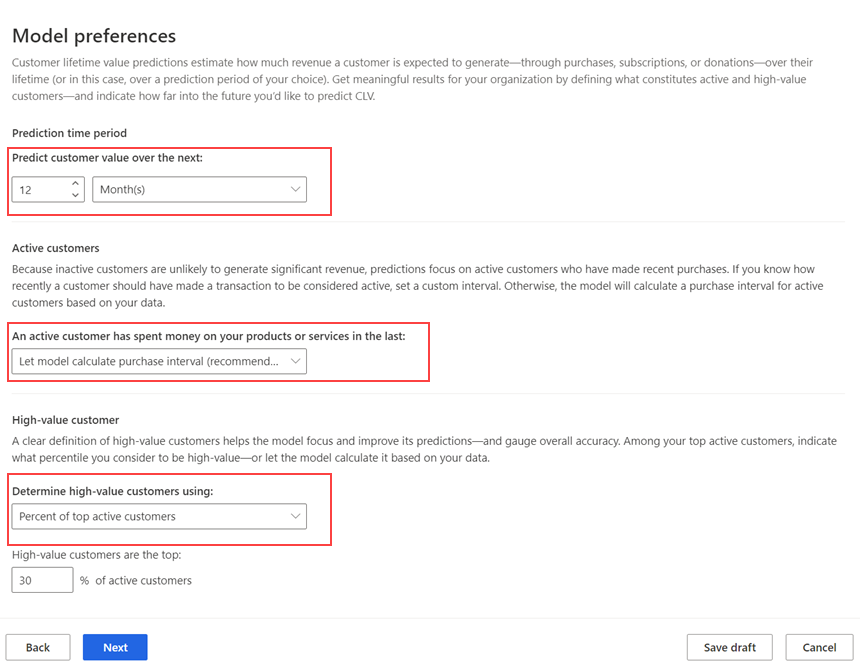 Model preferences
Customer lifetime value predictions estimate how much revenue a customer is expected to generate—through purchases, subscriptions, or donations—over their
lifetime (or in this case, over a prediction period of your choice). Get meaningful results for your organization by defining what constitutes active and high-value
customers—and indicate how far into the future you'd like to predict CLV.
Prediction time period
Predict customer value over the next:
12 Month(s)
Active customers
Because inactive customers are unlikely to generate significant revenue, predictions focus on active customers who have made recent purchases. If you know how
recently a customer should have made a transaction to be considered active, set a custom interval. Otherwise, the model will calculate a purchase interval for active
customers based on your data.
An active customer has spent money on your products or services in the last:
Let model calculate purchase interval (recommend...
High-value customer
A clear definition of high-value customers helps the model focus and improve its predictions—and gauge overall accuracy. Among your top active customers, indicate
what percentile you consider to be high-value—or let the model calculate it based on your data.
Determine high-value customers using:
Percent of top active customers
High-value customers are the top:
30 % of active customers
Back Next Save draft Cancel